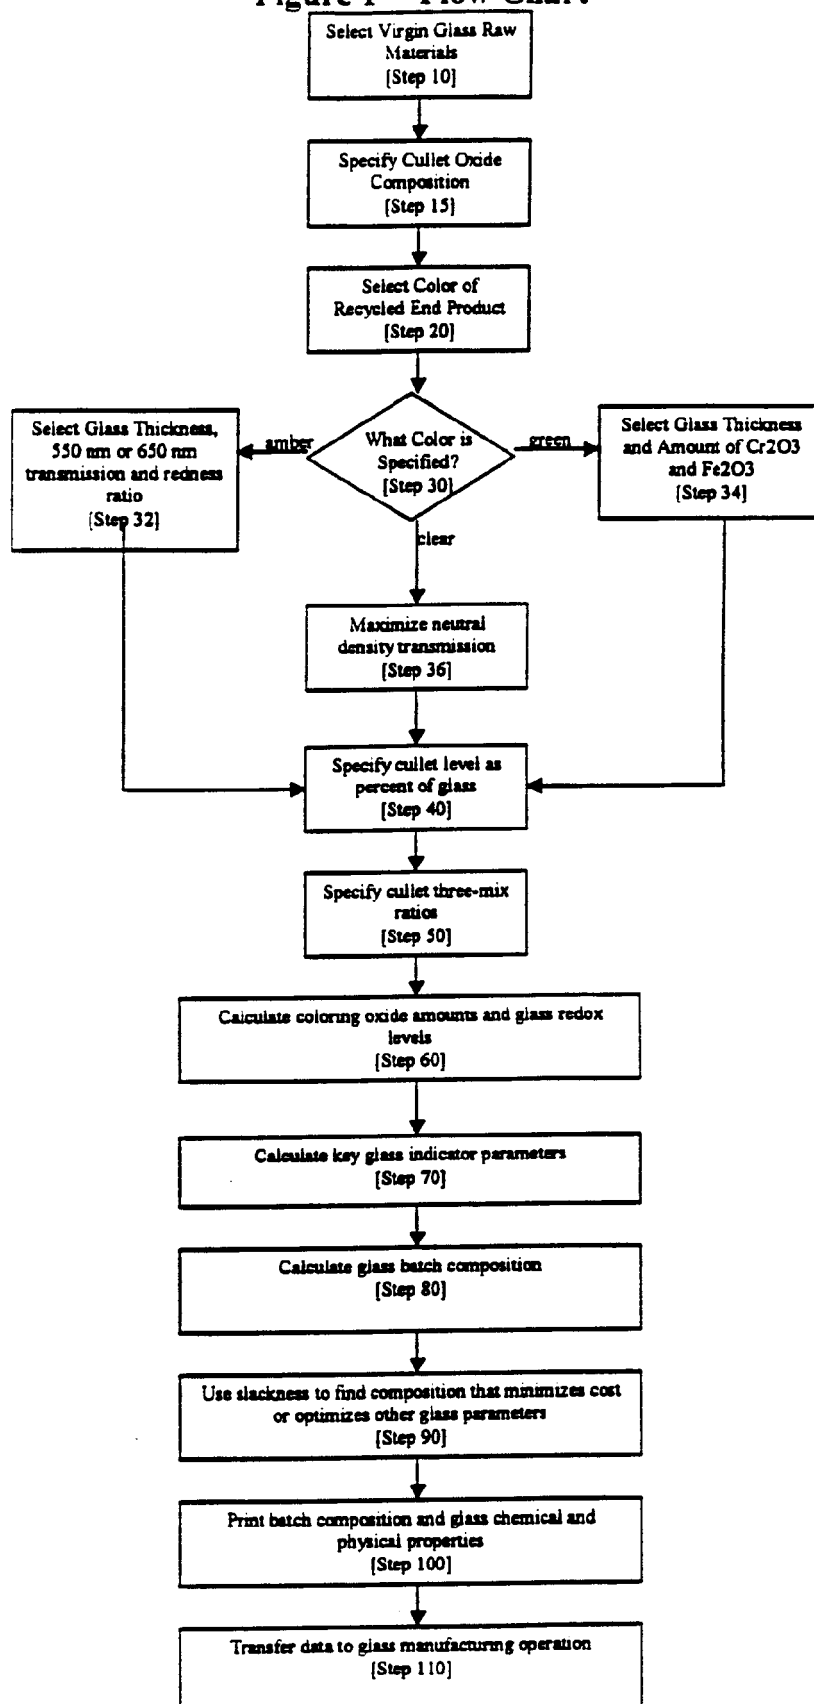 Figure 1 - Flow Chart
Select Virgin Glass Raw
Materials
[Step 10]
Specify Cullet Oxide
Composition
[Step 15]
Select Color of
Recycled End Product
[Step 20]
What Color is
Specified?
[Step 30]
amber
green
clear
Select Glass Thickness,
550 nm or 650 nm
transmission and redness
ratio
[Step 32]
Select Glass Thickness
and Amount of Cr2O3
and Fe2O3
[Step 34]
Maximize neutral
density transmission
[Step 36]
Specify cullet level as
percent of glass
[Step 40]
Specify cullet three-mix
ratios
[Step 50]
Calculate coloring oxide amounts and glass redox
levels
[Step 60]
Calculate key glass indicator parameters
[Step 70]
Calculate glass batch composition
[Step 80]
Use slackness to find composition that minimizes cost
or optimizes other glass parameters
[Step 90]
Print batch composition and glass chemical and
physical properties
[Step 100]
Transfer data to glass manufacturing operation
[Step 110]